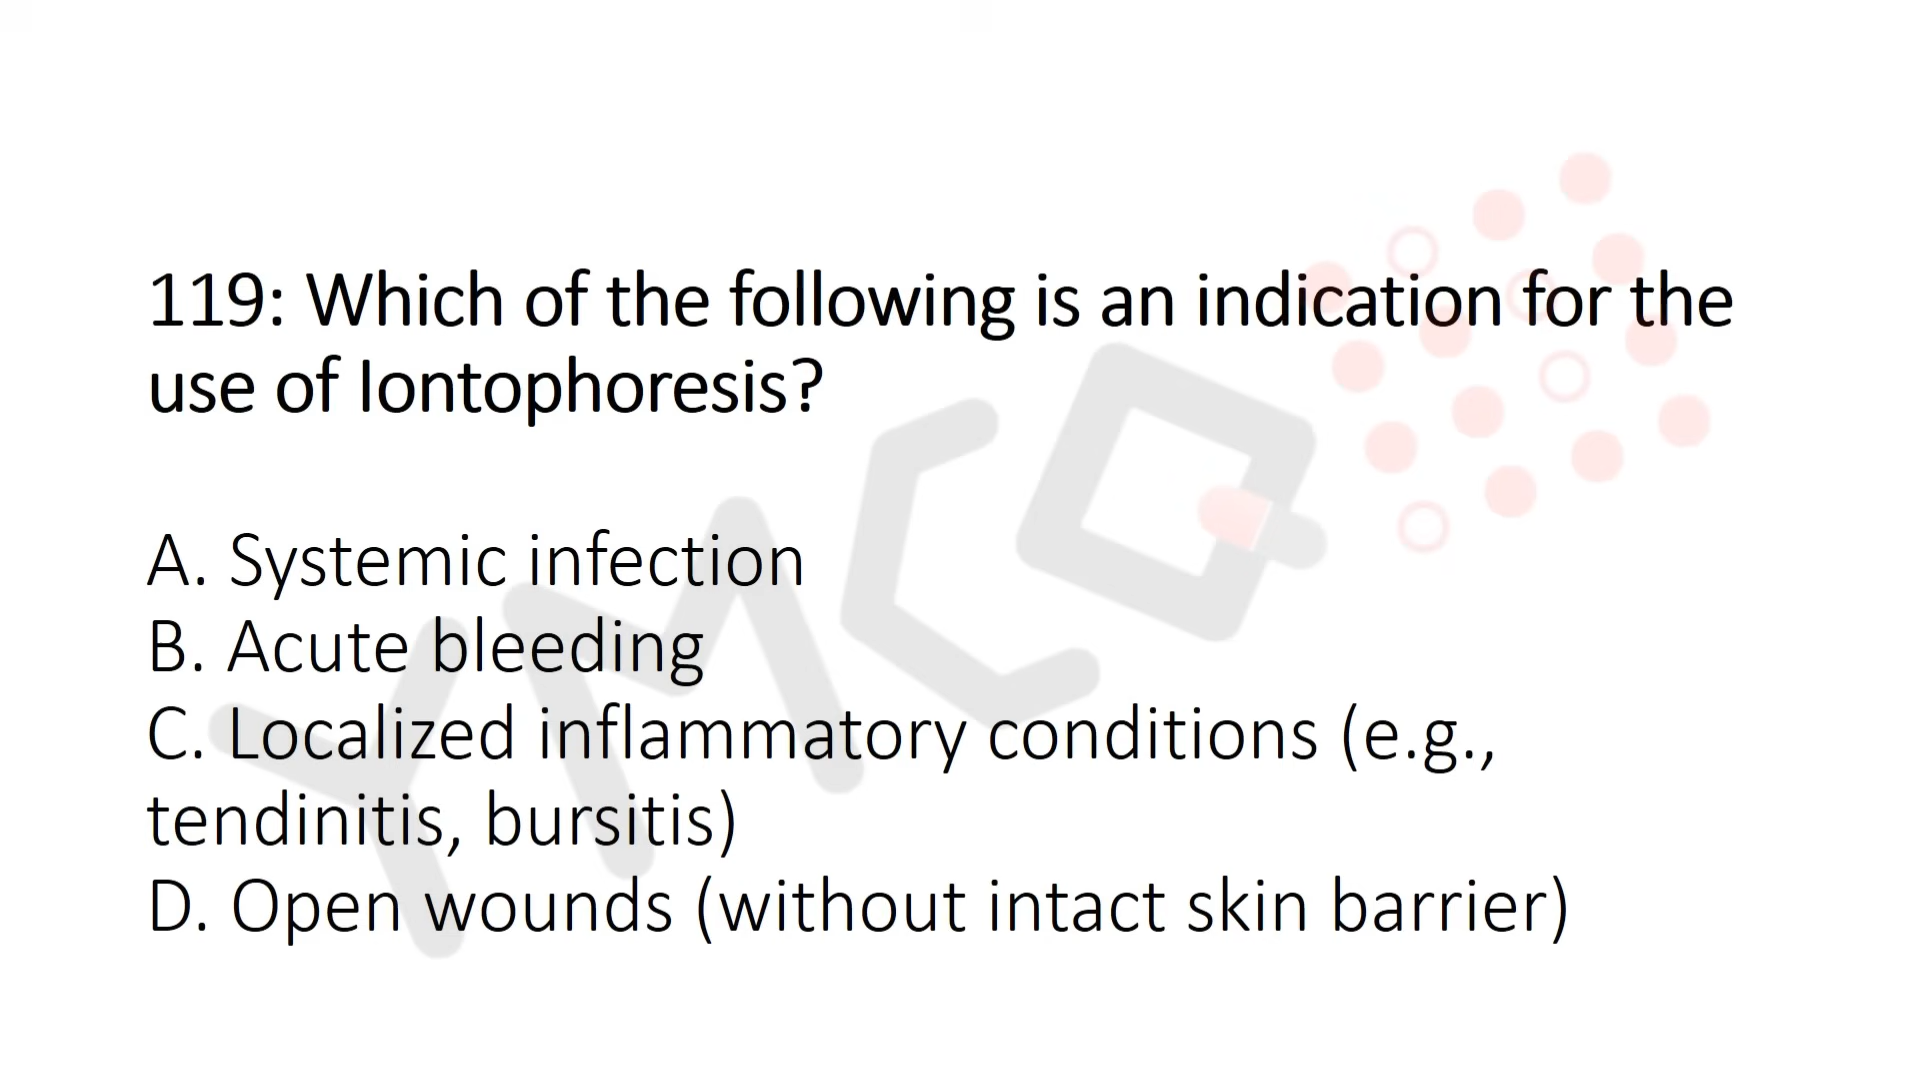 119: Which of the following is an indication for the
use of Iontophoresis?
A. Systemic infection
B. Acute bleeding
C. Localized inflammatory conditions (e.g.,
tendinitis, bursitis)
D. Open wounds (without intact skin barrier)
YMCQ